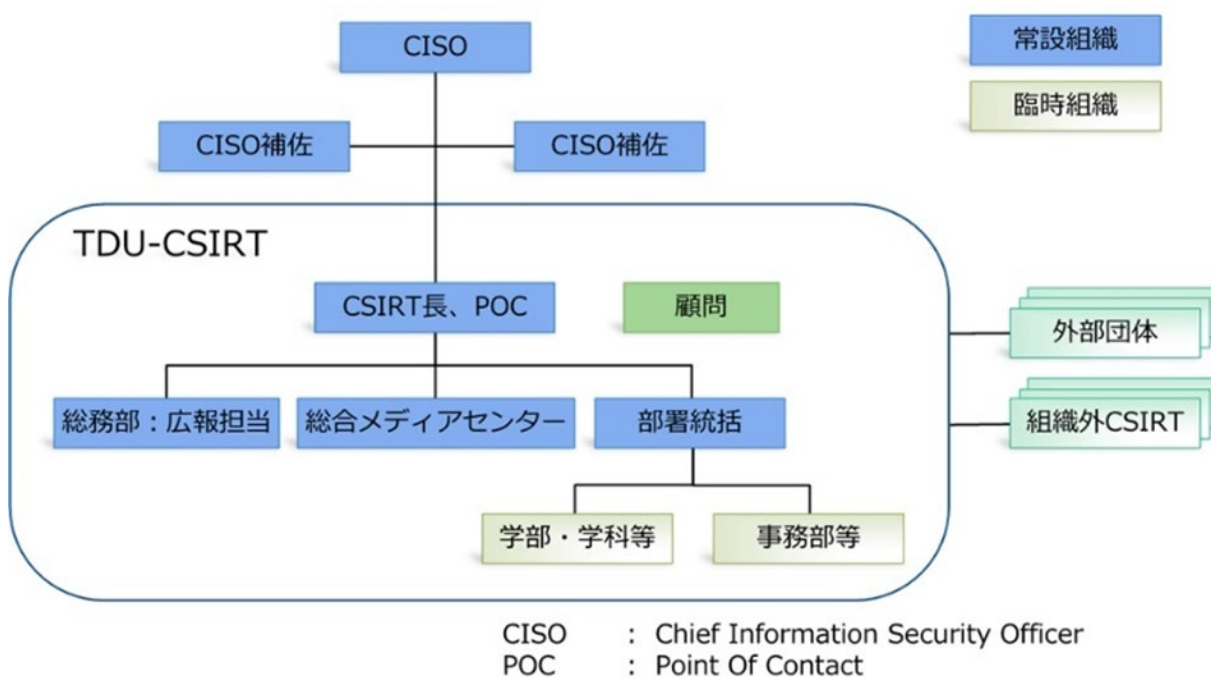 CISO
常設組織
臨時組織
CISO補佐
CISO補佐
TDU-CSIRT
CSIRT長、POC
顧問
外部団体
総務部：広報担当
総合メディアセンター
部署統括
組織外CSIRT
学部・学科等
事務部等
CISO : Chief Information Security Officer
POC : Point Of Contact